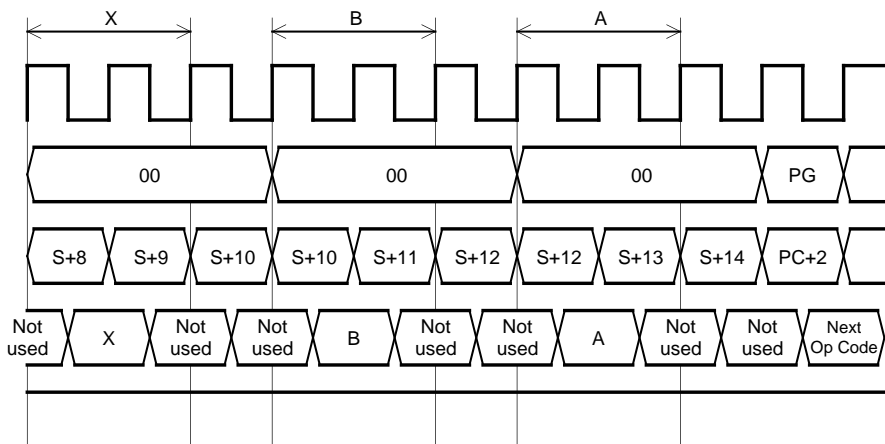 X B A
00 00 00 PG
S+8 S+9 S+10 S+10 S+11 S+12 S+12 S+13 S+14 PC+2
Not used X Not used Not used B Not used Not used A Not used Not used Next Op Code